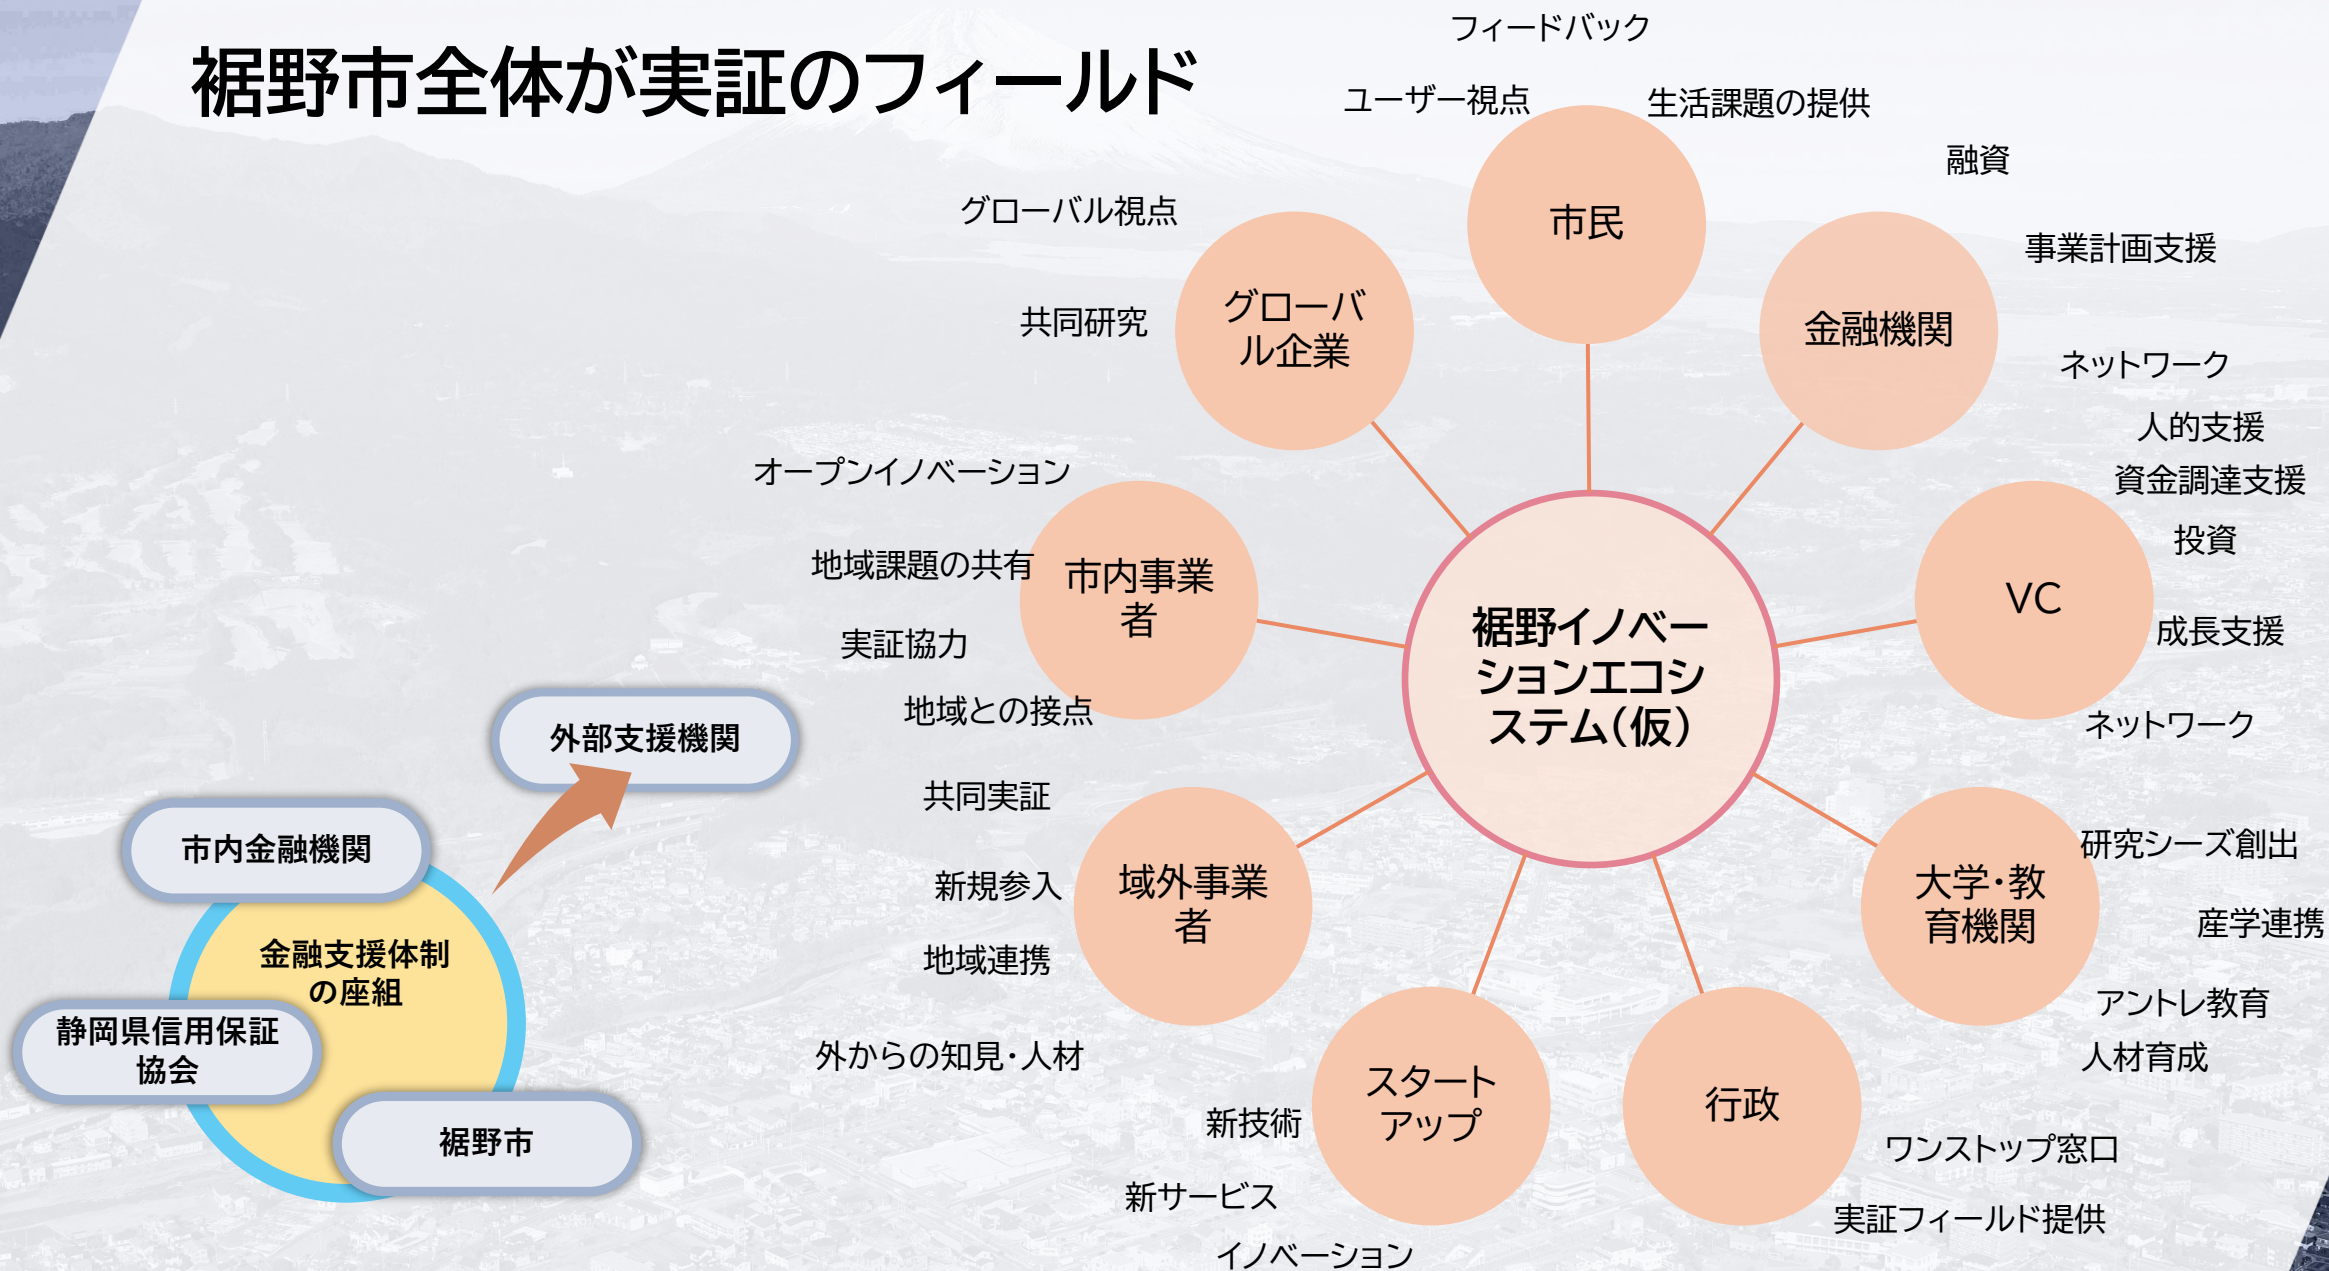 裾野市全体が実証のフィールド
フィードバック
ユーザー視点
生活課題の提供
市民
融資
事業計画支援
金融機関
ネットワーク
人的支援
資金調達支援
投資
VC
成長支援
ネットワーク
研究シーズ創出
大学・教
育機関
産学連携
アントレ教育
人材育成
行政
ワンストップ窓口
実証フィールド提供
スタート
アップ
新技術
新サービス
イノベーション
域外事業
者
共同実証
新規参入
地域連携
外からの知見・人材
市内事業
者
オープンイノベーション
地域課題の共有
実証協力
地域との接点
グローバ
ル企業
グローバル視点
共同研究
裾野イノベー
ションエコシ
ステム(仮)
外部支援機関
市内金融機関
金融支援体制
の座組
静岡県信用保証
協会
裾野市